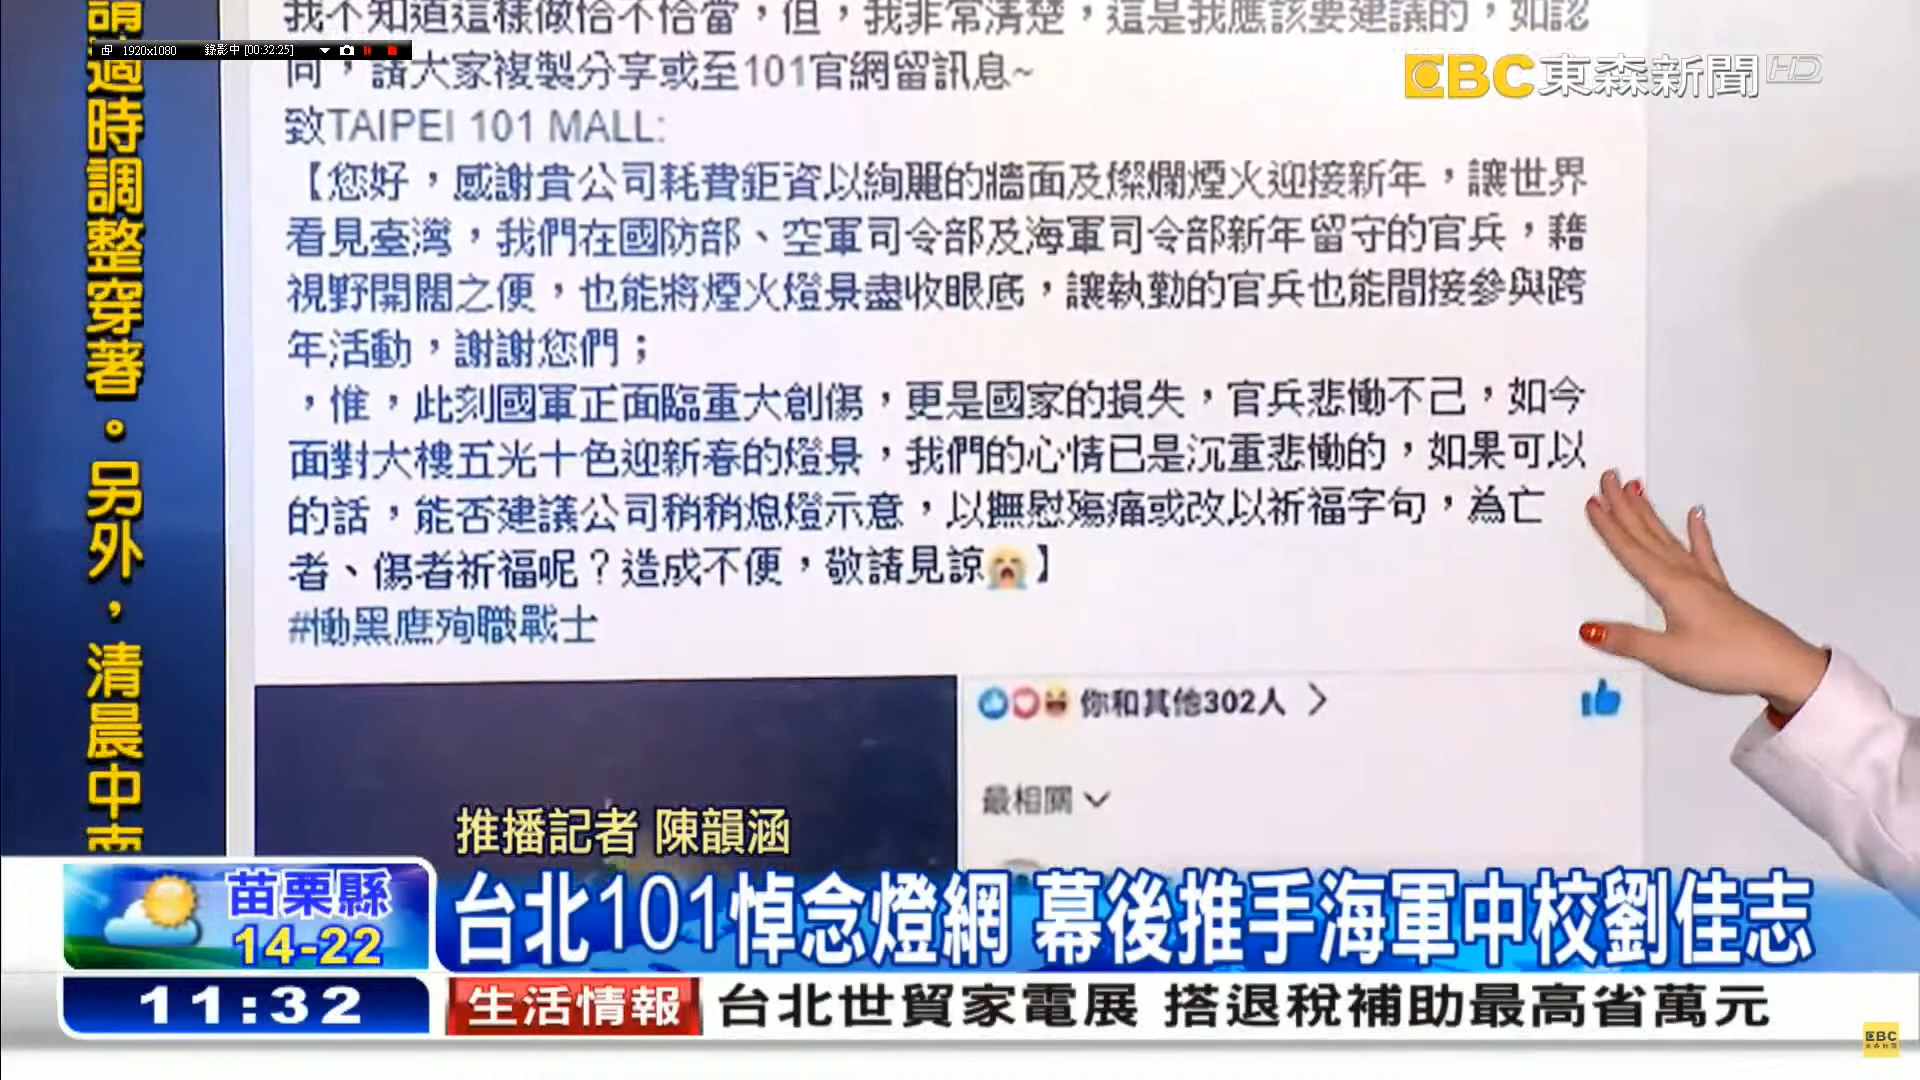 請適時調整穿著。另外,清晨中南
1920x1080 錄影中 [00:32:25]
我不知道這樣做恰不恰當,但,我非常清楚,這是我應該要建議的,如認
同,請大家複製分享或至101官網留訊息~
EBC東森新聞HD
致TAIPEI 101 MALL:
【您好,感謝貴公司耗費鉅資以絢麗的牆面及燦爛煙火迎接新年,讓世界
看見臺灣,我們在國防部、空軍司令部及海軍司令部新年留守的官兵,藉
視野開闊之便,也能將煙火燈景盡收眼底,讓執勤的官兵也能間接參與跨
年活動,謝謝您們;
,惟,此刻國軍正面臨重大創傷,更是國家的損失,官兵悲慟不己,如今
面對大樓五光十色迎新春的燈景,我們的心情已是沉重悲慟的,如果可以
的話,能否建議公司稍稍熄燈示意,以撫慰殤痛或改以祈福字句,為亡
者、傷者祈福呢?造成不便,敬請見諒😭】
#慟黑鷹殉職戰士
你和其他302人 >
最相關
推播記者 陳韻涵
苗栗縣
14-22
台北101悼念燈網 幕後推手海軍中校劉佳志
11:32
生活情報 台北世貿家電展 搭退稅補助最高省萬元
EBC
東森新聞